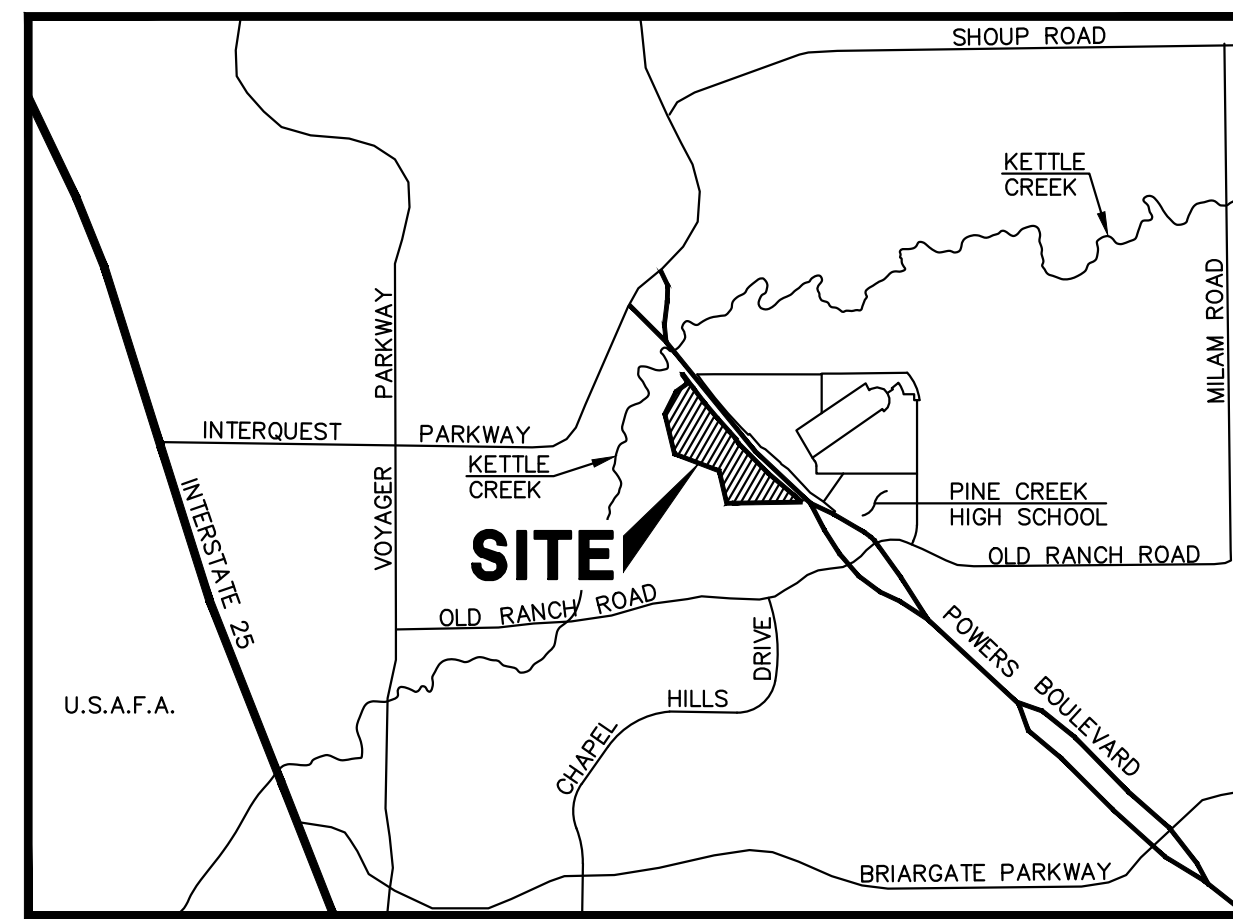 SHOUP ROAD
KETTLE
CREEK
MILAM ROAD
VOYAGER PARKWAY
INTERQUEST PARKWAY
KETTLE
CREEK
INTERSTATE 25
PINE CREEK
HIGH SCHOOL
SITE
OLD RANCH ROAD
OLD RANCH ROAD
POWERS BOULEVARD
U.S.A.F.A.
CHAPEL HILLS DRIVE
BRIARGATE PARKWAY